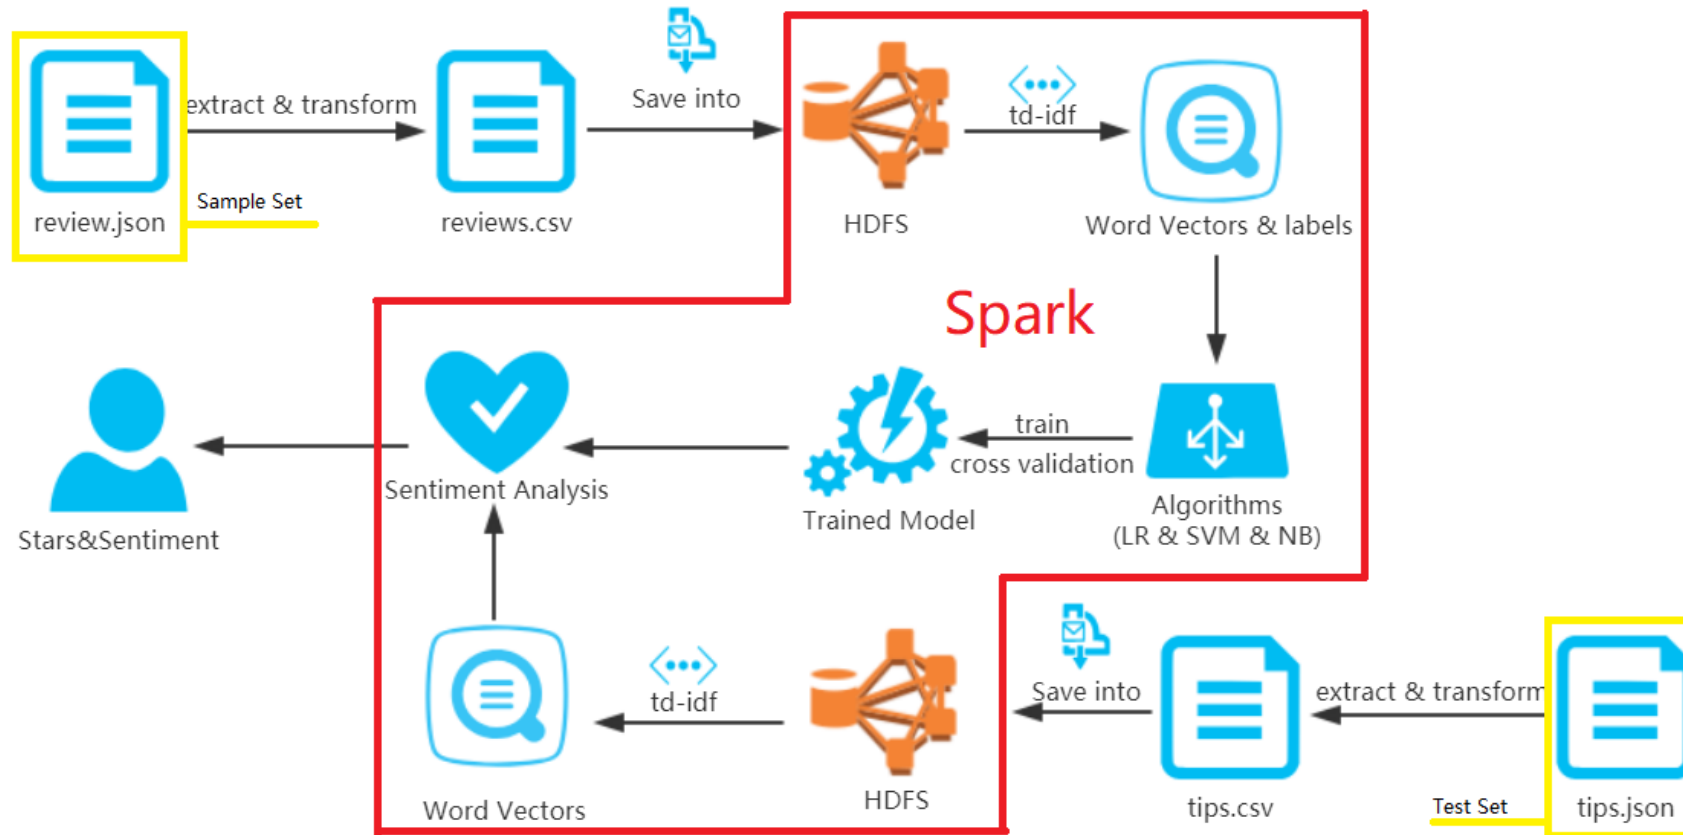 extract & transform
Save into
td-idf
Sample Set
review.json
reviews.csv
HDFS
Word Vectors & labels
Spark
train
cross validation
Sentiment Analysis
Trained Model
Algorithms
(LR & SVM & NB)
Stars&Sentiment
td-idf
Save into
extract & transform
Word Vectors
HDFS
tips.csv
Test Set
tips.json